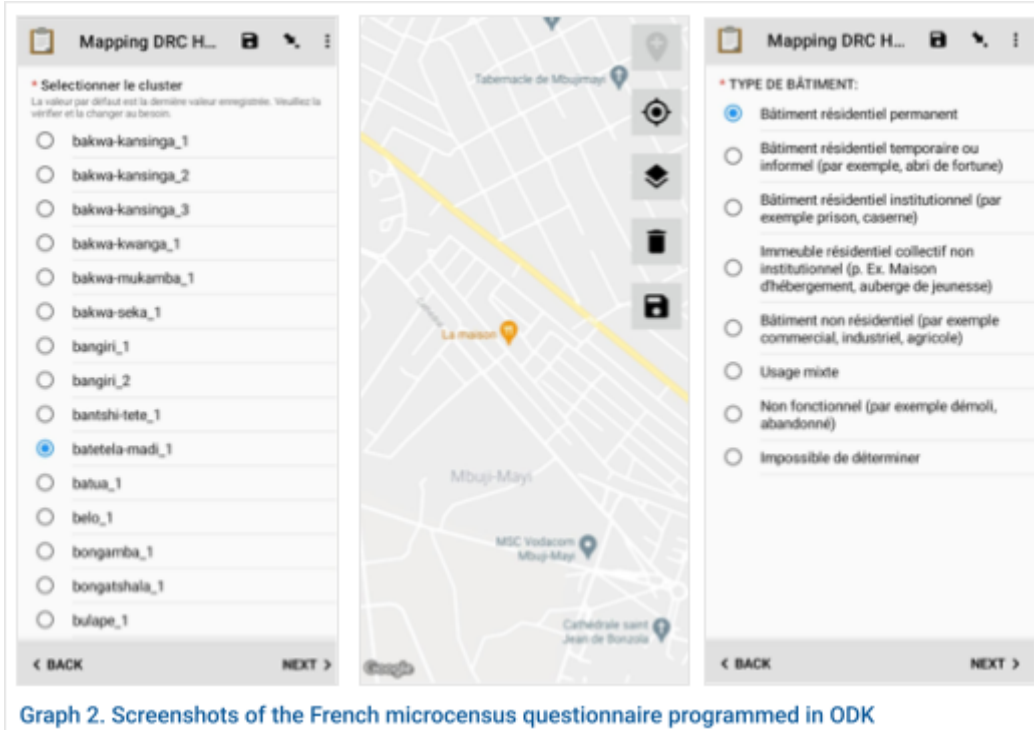 Mapping DRC H...
* Selectionner le cluster
La valeur par défaut est la dernière valeur enregistrée. Veuillez la
vérifier et la changer au besoin.
bakwa-kansinga_1
bakwa-kansinga_2
bakwa-kansinga_3
bakwa-kwanga_1
bakwa-mukamba_1
bakwa-seka_1
bangiri_1
bangiri_2
bantshi-tete_1
batetela-madi_1
batua_1
belo_1
bongamba_1
bongatshala_1
bulape_1
< BACK
NEXT >
Tabernacle de Mbujimayi
La maison
Mbuji-Mayi
MSC Vodacom
Mbuji-Mayi
Cathédrale saint
Jean de Bonzola
Google
Mapping DRC H...
* TYPE DE BÂTIMENT:
Bâtiment résidentiel permanent
Bâtiment résidentiel temporaire ou
informel (par exemple, abri de fortune)
Bâtiment résidentiel institutionnel (par
exemple prison, caserne)
Immeuble résidentiel collectif non
institutionnel (p. Ex. Maison
d'hébergement, auberge de jeunesse)
Bâtiment non résidentiel (par exemple
commercial, industriel, agricole)
Usage mixte
Non fonctionnel (par exemple démoli,
abandonné)
Impossible de déterminer
< BACK
NEXT >
Graph 2. Screenshots of the French microcensus questionnaire programmed in ODK